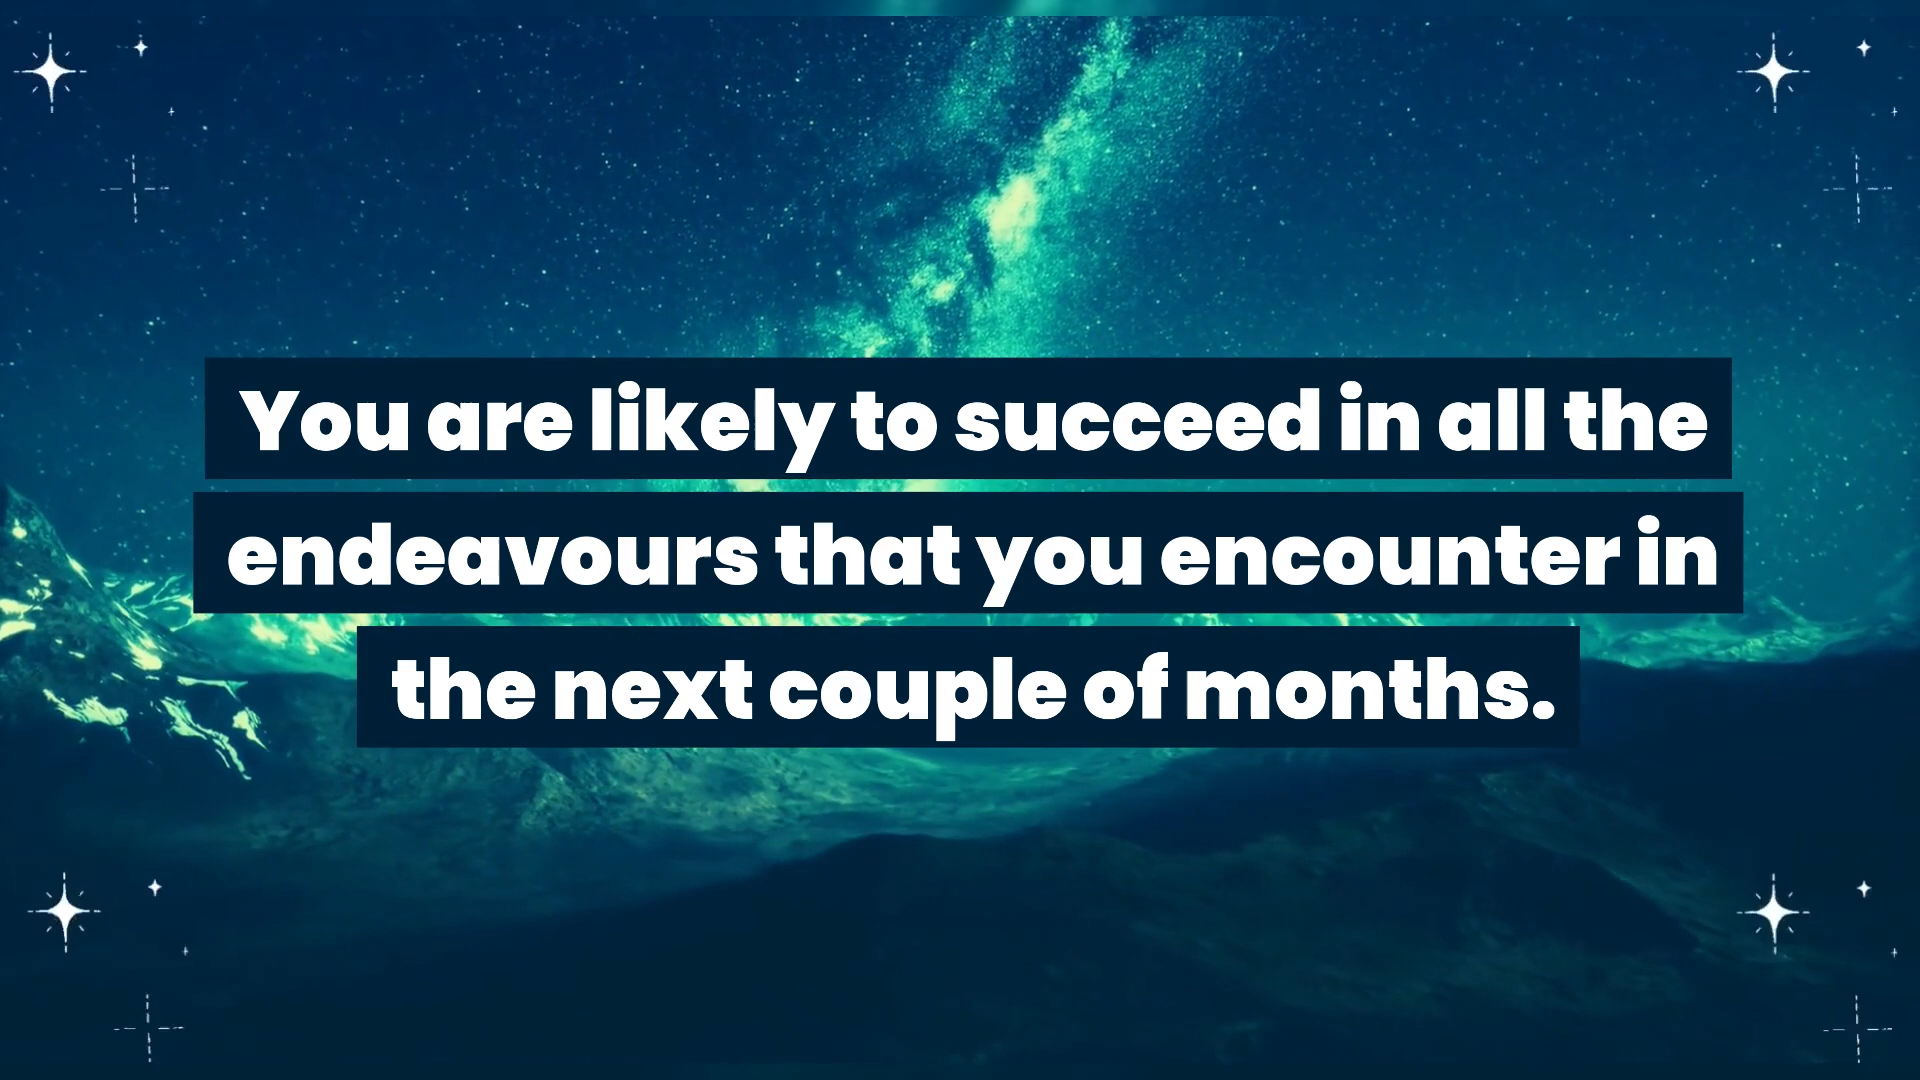 You are likely to succeed in all the
endeavours that you encounter in
the next couple of months.